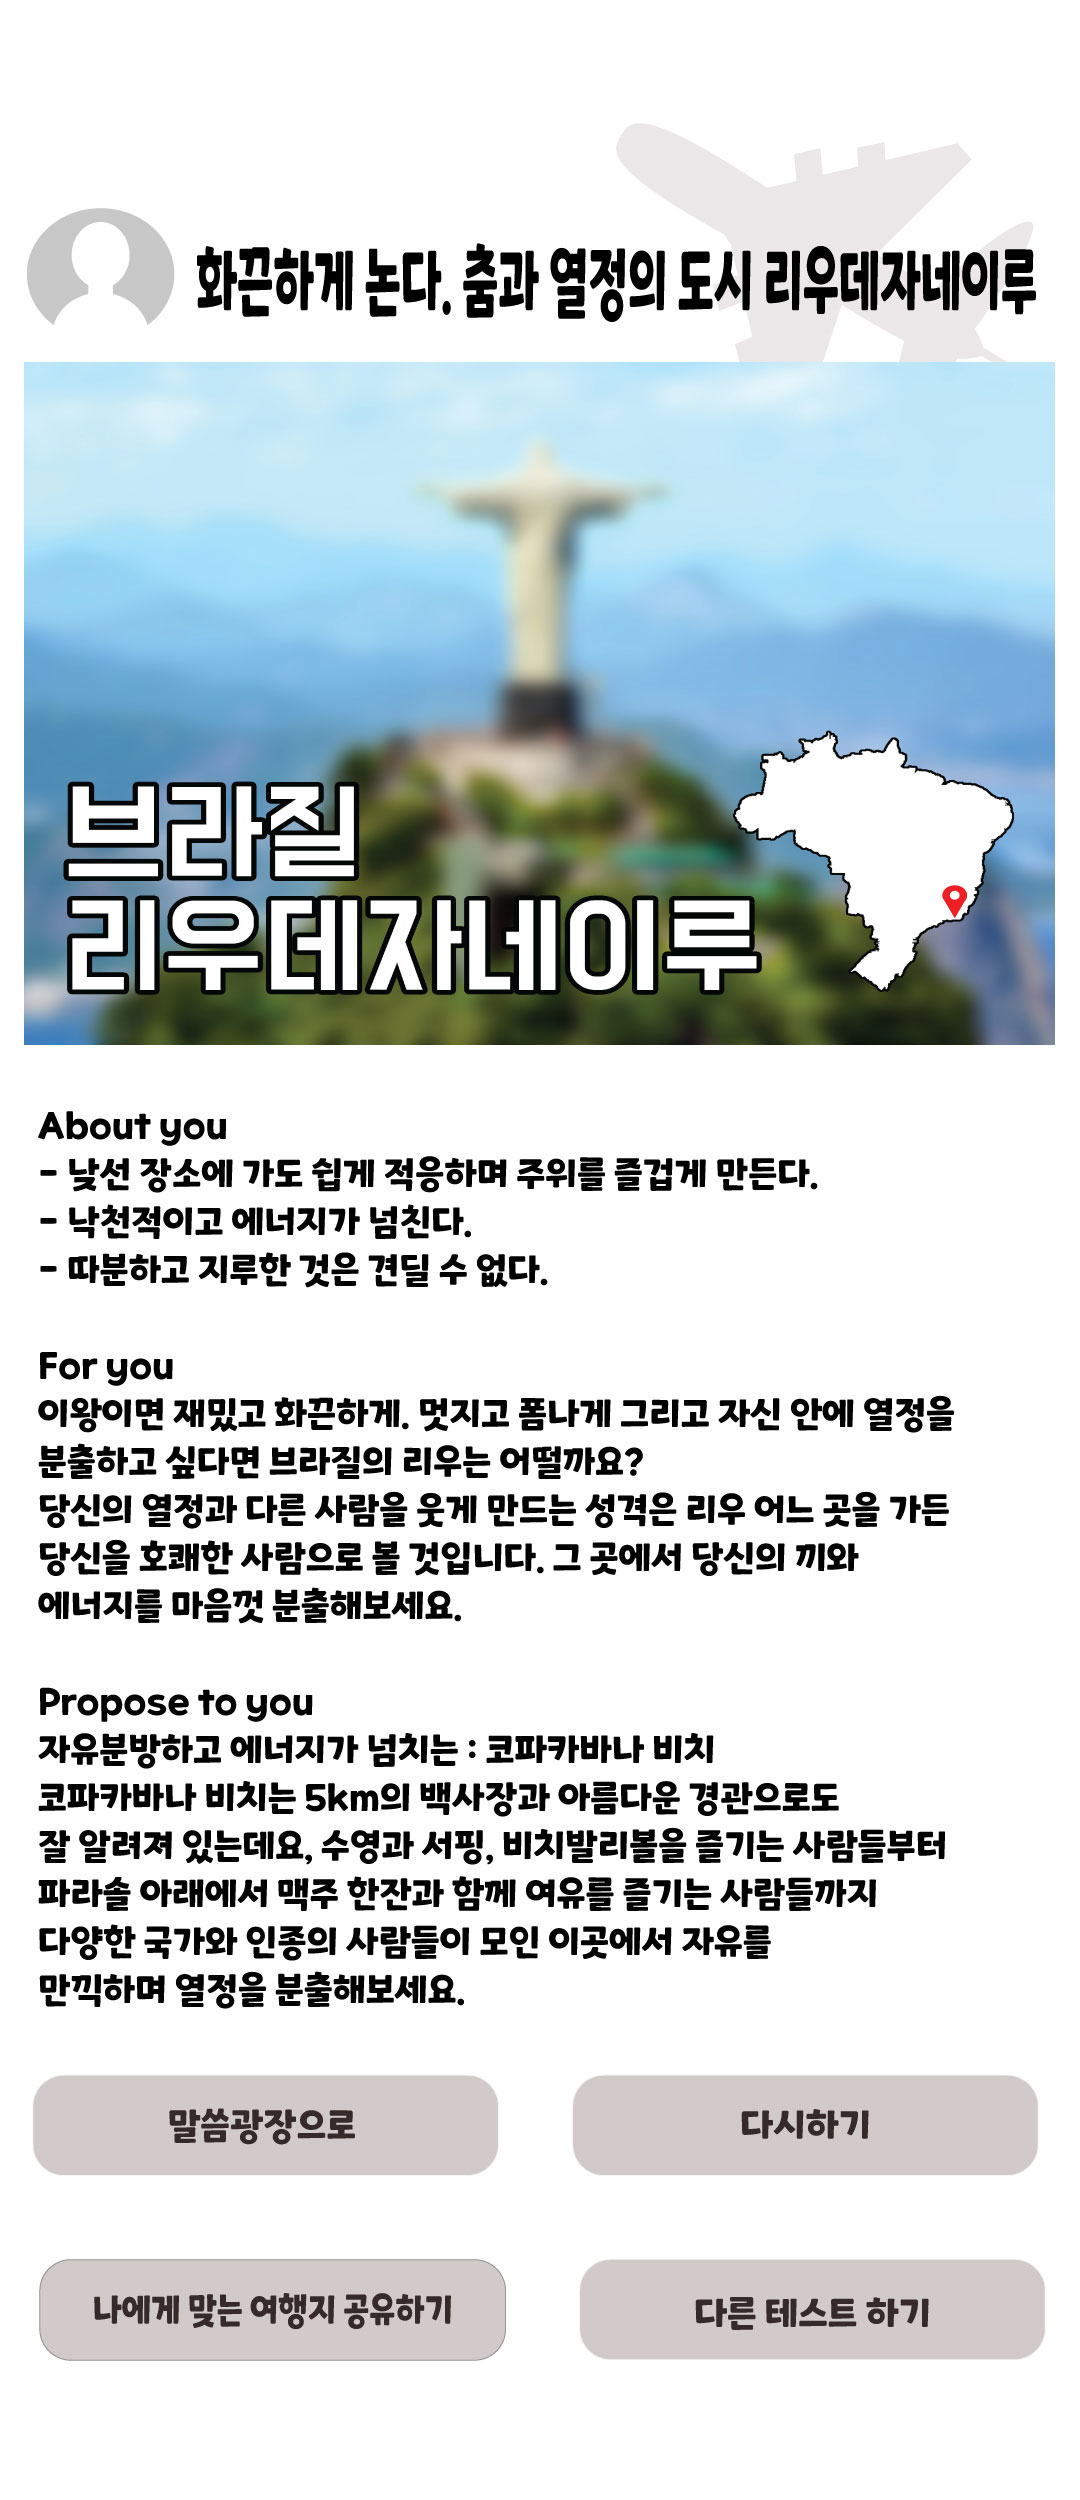 화끈하게 논다. 춤과 열정의 도시 리우데자네이루
브라질
리우데자네이루
About you
- 낯선 장소에 가도 쉽게 적응하며 주위를 즐겁게 만든다.
- 낙천적이고 에너지가 넘친다.
- 따분하고 지루한 것은 견딜 수 없다.
For you
이왕이면 재밌고 화끈하게. 멋지고 폼나게 그리고 자신 안에 열정을
분출하고 싶다면 브라질의 리우는 어떨까요?
당신의 열정과 다른 사람을 웃게 만드는 성격은 리우 어느 곳을 가든
당신을 호쾌한 사람으로 볼 것입니다. 그 곳에서 당신의 끼와
에너지를 마음껏 분출해보세요.
Propose to you
자유분방하고 에너지가 넘치는 : 코파카바나 비치
코파카바나 비치는 5km의 백사장과 아름다운 경관으로도
잘 알려져 있는데요, 수영과 서핑, 비치발리볼을 즐기는 사람들부터
파라솔 아래에서 맥주 한잔과 함께 여유를 즐기는 사람들까지
다양한 국가와 인종의 사람들이 모인 이곳에서 자유를
만끽하며 열정을 분출해보세요.
말씀광장으로
다시하기
나에게 맞는 여행지 공유하기
다른 테스트 하기